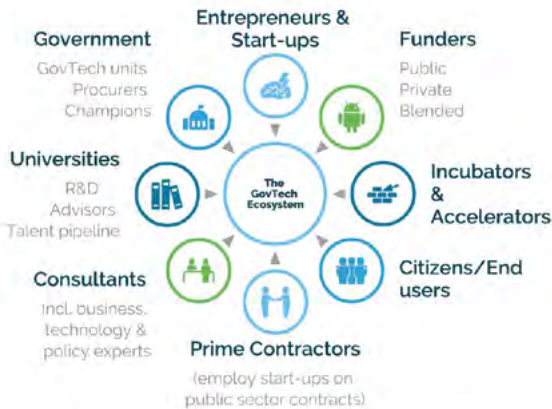 Entrepreneurs &
Start-ups
Government
GovTech units
Procurers
Champions
Funders
Public
Private
Blended
Universities
R&D
Advisors
Talent pipeline
The
GovTech
Ecosystem
Incubators
&
Accelerators
Consultants
Incl. business,
technology &
policy experts
Citizens/End
users
Prime Contractors
(employ start-ups on
public sector contracts)